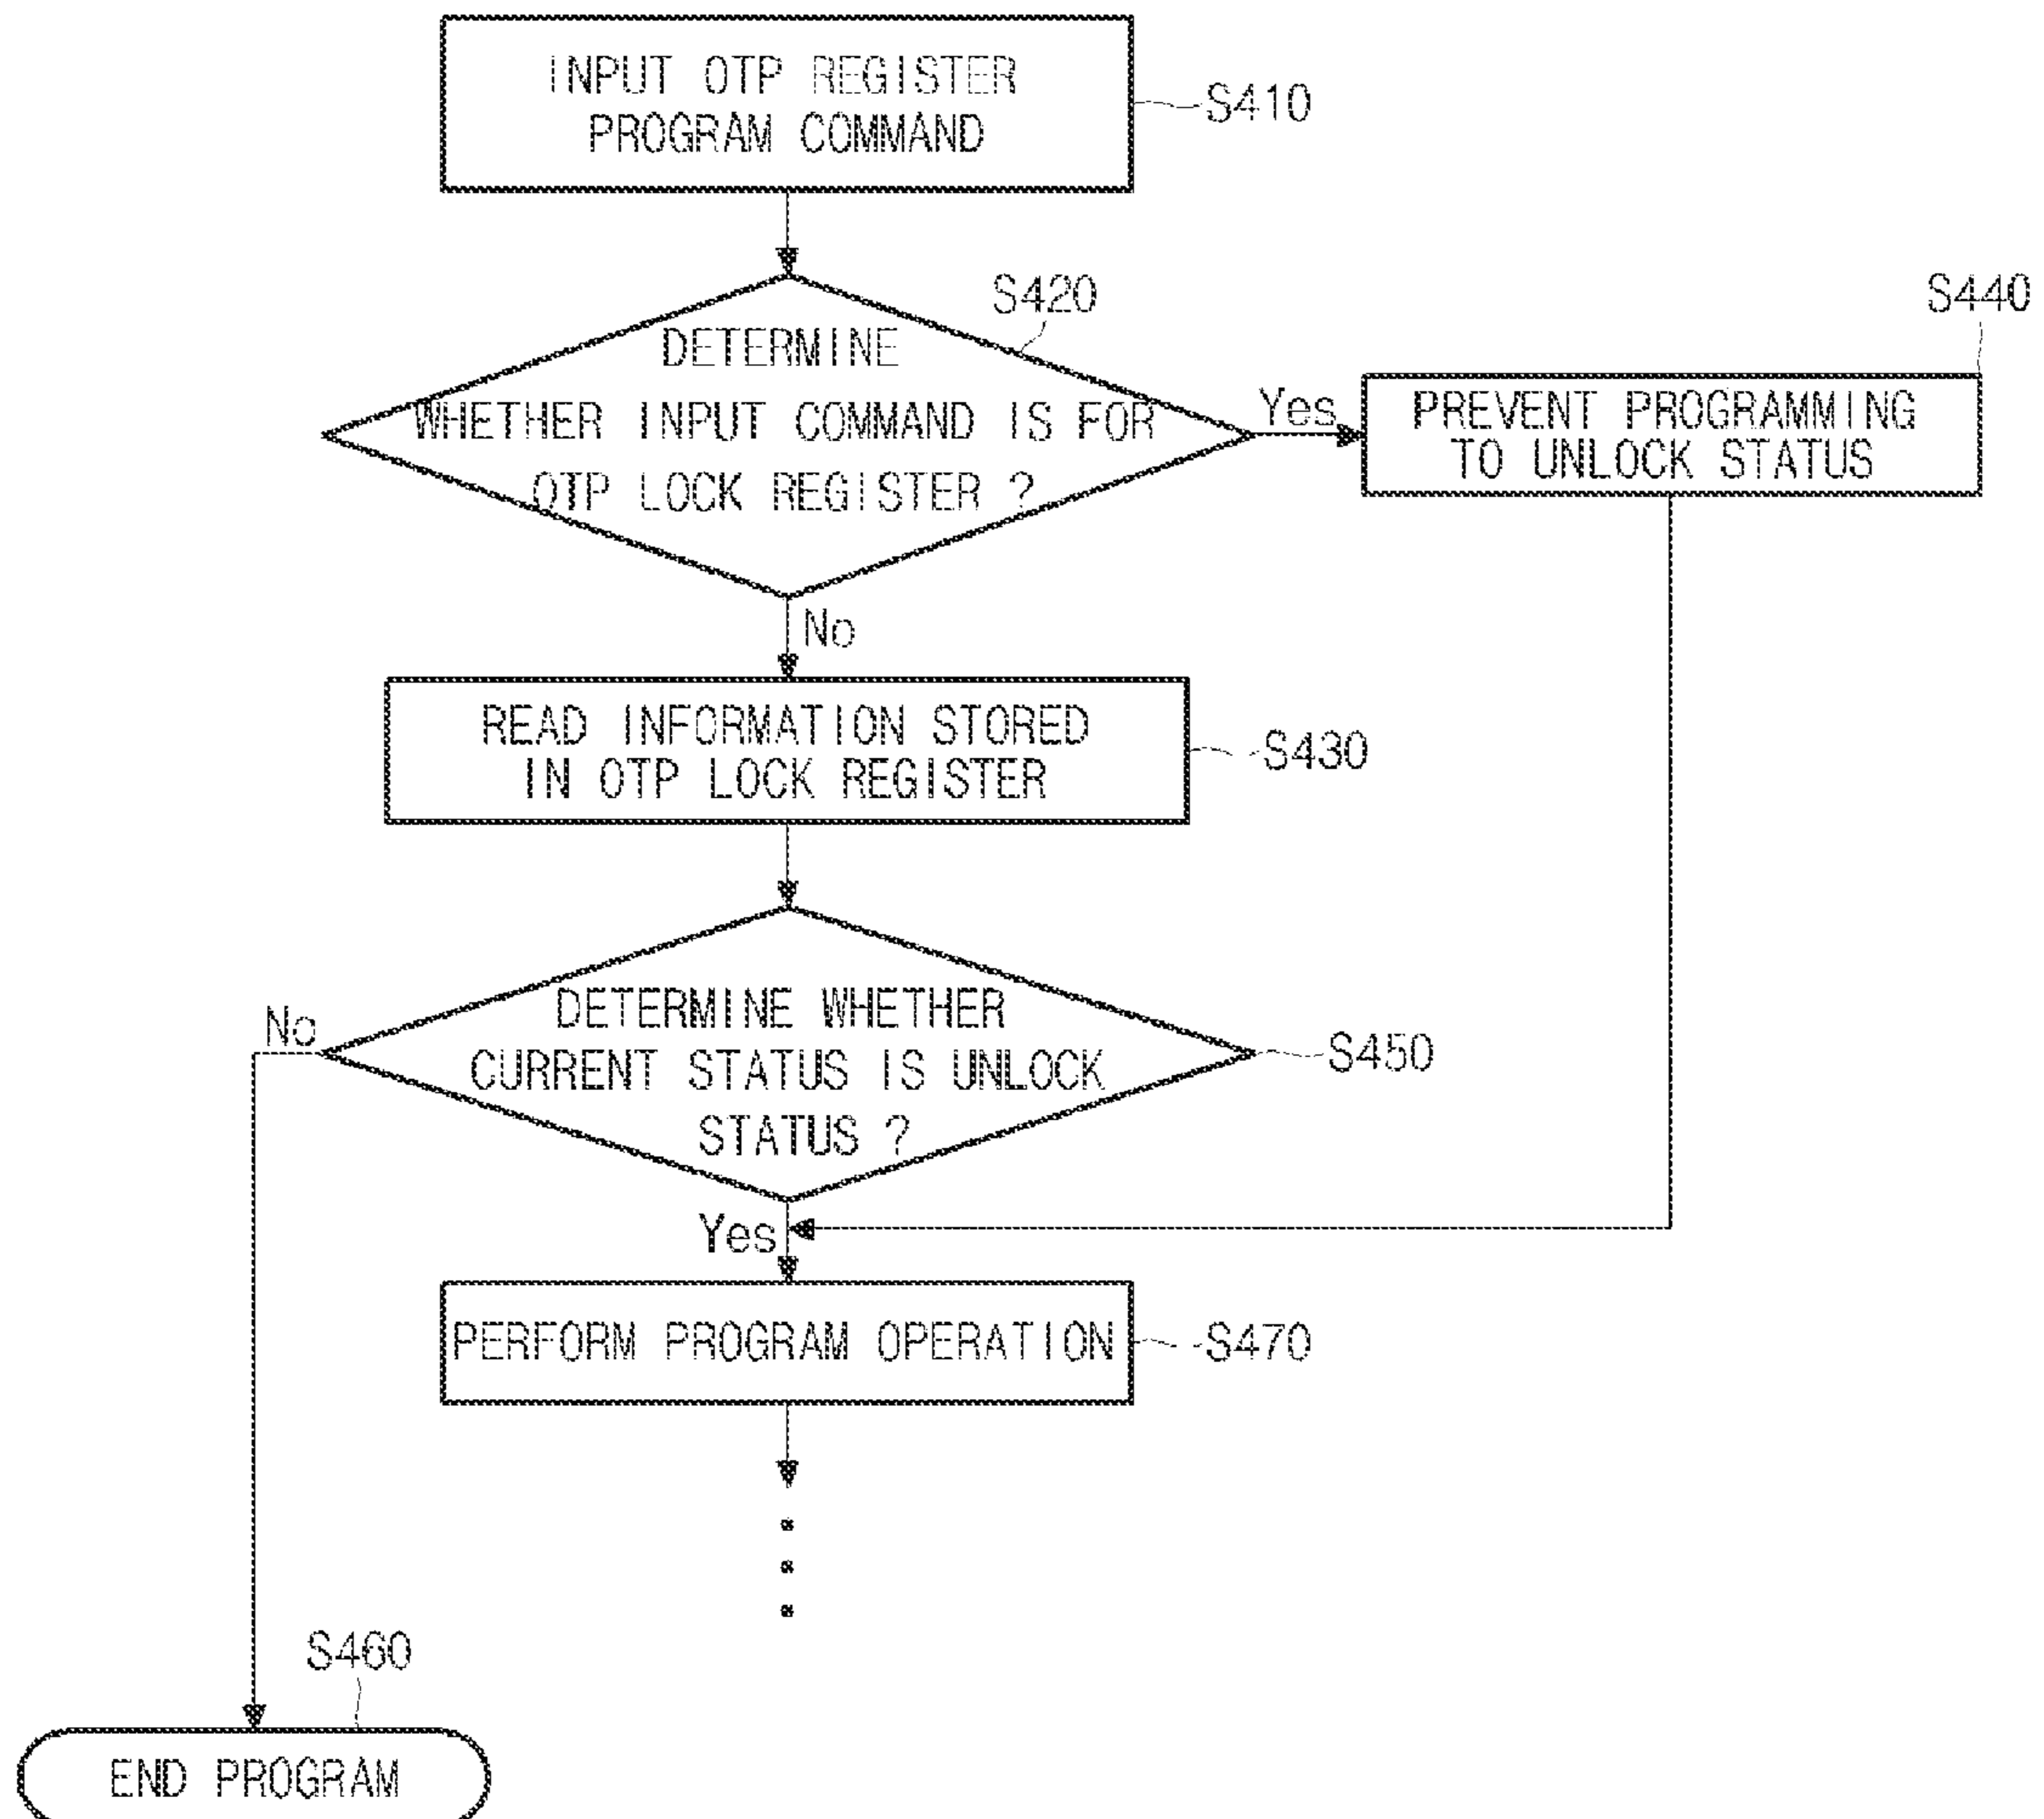 INPUT OTP REGISTER
PROGRAM COMMAND
S410
S420
DETERMINE
WHETHER INPUT COMMAND IS FOR
OTP LOCK REGISTER ?
Yes
S440
PREVENT PROGRAMMING
TO UNLOCK STATUS
No
READ INFORMATION STORED
IN OTP LOCK REGISTER
S430
DETERMINE WHETHER
CURRENT STATUS IS UNLOCK
STATUS ?
S450
No
Yes
PERFORM PROGRAM OPERATION
S470
S460
END PROGRAM